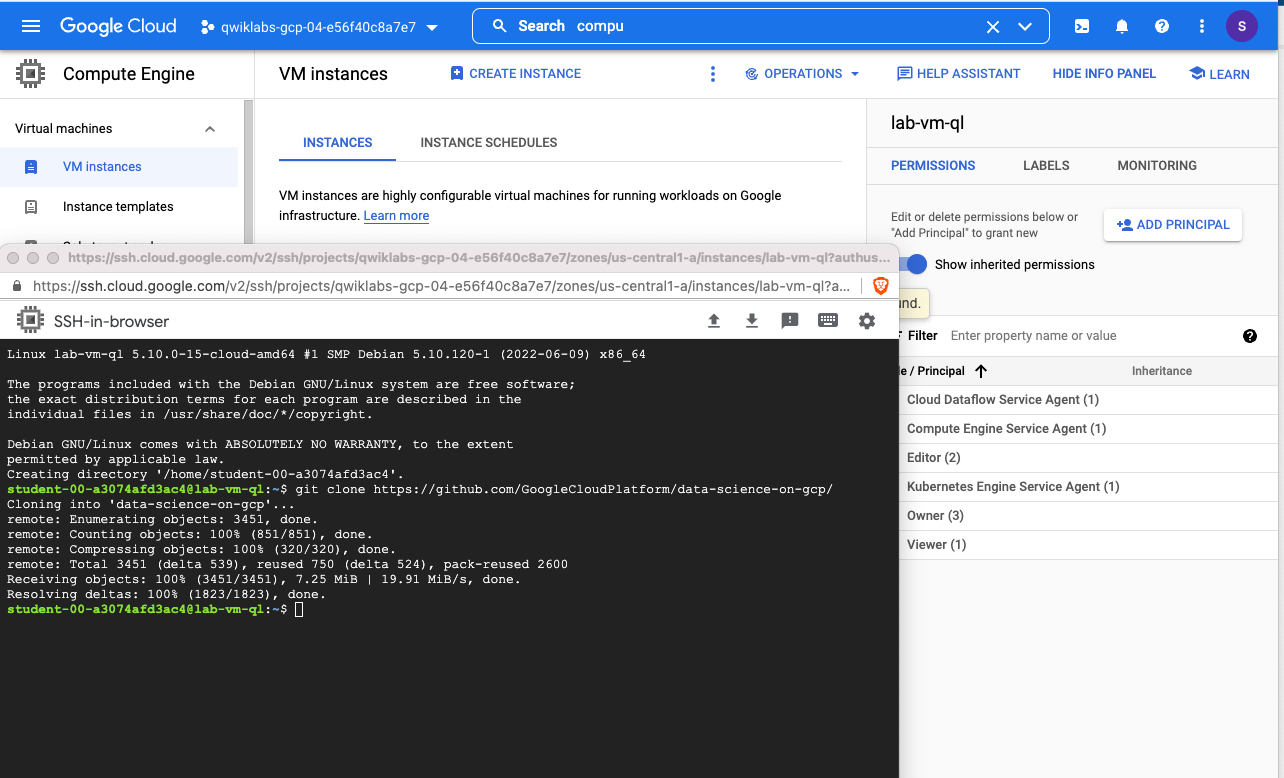 Google Cloud
qwiklabs-gcp-04-e56f40c8a7e7
Search compu
S
Compute Engine
VM instances
CREATE INSTANCE
OPERATIONS
HELP ASSISTANT
HIDE INFO PANEL
LEARN
Virtual machines
VM instances
Instance templates
INSTANCES
INSTANCE SCHEDULES
VM instances are highly configurable virtual machines for running workloads on Google
infrastructure. Learn more
lab-vm-ql
PERMISSIONS
LABELS
MONITORING
Edit or delete permissions below or
"Add Principal" to grant new
ADD PRINCIPAL
Show inherited permissions
und.
Filter Enter property name or value
le / Principal
Inheritance
Cloud Dataflow Service Agent (1)
Compute Engine Service Agent (1)
Editor (2)
Kubernetes Engine Service Agent (1)
Owner (3)
Viewer (1)
https://ssh.cloud.google.com/v2/ssh/projects/qwiklabs-gcp-04-e56f40c8a7e7/zones/us-central1-a/instances/lab-vm-ql?authus...
https://ssh.cloud.google.com/v2/ssh/projects/qwiklabs-gcp-04-e56f40c8a7e7/zones/us-central1-a/instances/lab-vm-ql?a...
SSH-in-browser
Linux lab-vm-ql 5.10.0-15-cloud-amd64 #1 SMP Debian 5.10.120-1 (2022-06-09) x86_64
The programs included with the Debian GNU/Linux system are free software;
the exact distribution terms for each program are described in the
individual files in /usr/share/doc/*/copyright.
Debian GNU/Linux comes with ABSOLUTELY NO WARRANTY, to the extent
permitted by applicable law.
Creating directory '/home/student-00-a3074afd3ac4'.
student-00-a3074afd3ac4@lab-vm-ql:~$ git clone https://github.com/GoogleCloudPlatform/data-science-on-gcp/
Cloning into 'data-science-on-gcp'...
remote: Enumerating objects: 3451, done.
remote: Counting objects: 100% (851/851), done.
remote: Compressing objects: 100% (320/320), done.
remote: Total 3451 (delta 539), reused 750 (delta 524), pack-reused 2600
Receiving objects: 100% (3451/3451), 7.25 MiB | 19.91 MiB/s, done.
Resolving deltas: 100% (1823/1823), done.
student-00-a3074afd3ac4@lab-vm-ql:~$